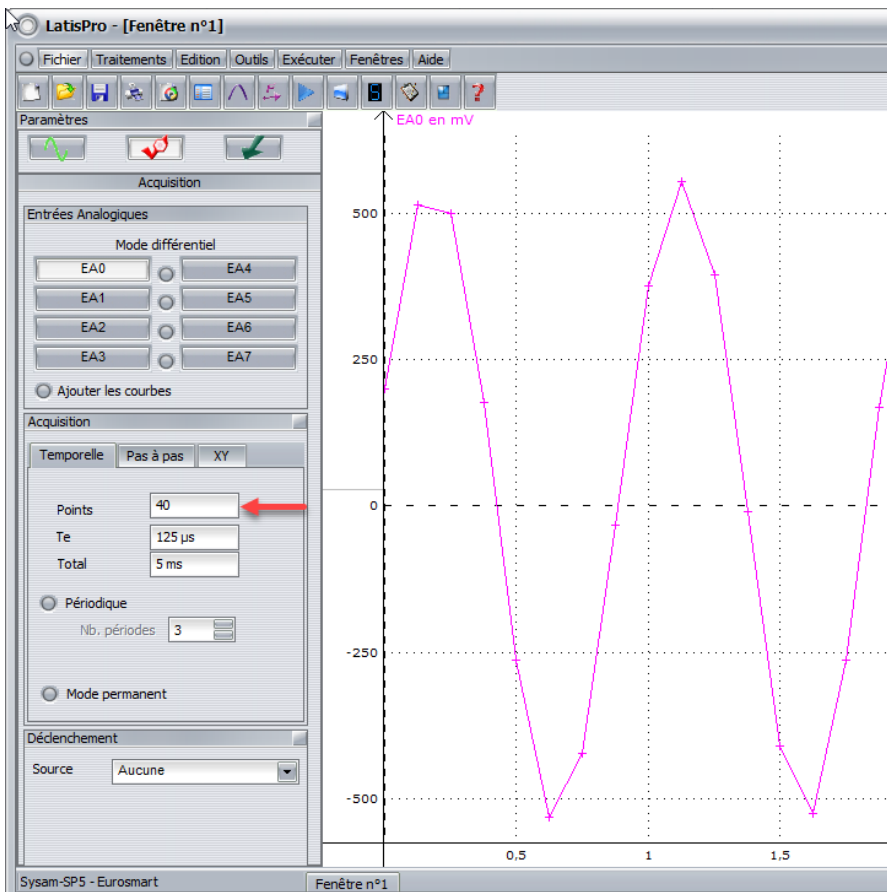 LatisPro - [Fenêtre n°1]
Fichier Traitements Edition Outils Exécuter Fenêtres Aide
Paramètres
Acquisition
Entrées Analogiques
Mode différentiel
EA0 EA4
EA1 EA5
EA2 EA6
EA3 EA7
Ajouter les courbes
Acquisition
Temporelle Pas à pas XY
Points 40
Te 125 µs
Total 5 ms
Périodique
Nb. périodes 3
Mode permanent
Déclenchement
Source Aucune
Sysam-SP5 - Eurosmart
EA0 en mV
500
250
0
-250
-500
0,5 1 1,5
Fenêtre n°1